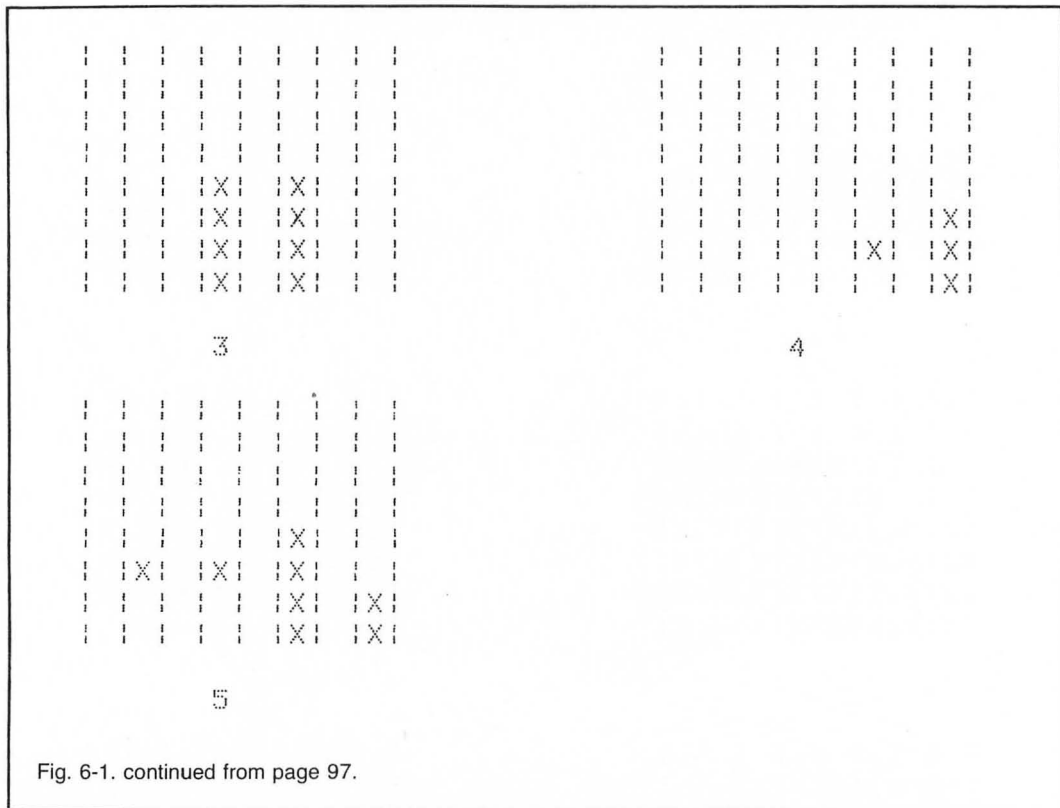 | | | | | | | | |
| | | | | | | | |
| | | | | | | | |
| | | | | | | | |
| | | |X| |X| | |
| | | |X| |X| | |
| | | |X| |X| | |
| | | |X| |X| | |
3
| | | | | | | | |
| | | | | | | | |
| | | | | | | | |
| | | | | | | | |
| | | | | | | | |
| | | | | | | |X|
| | | | | |X| |X|
| | | | | | | |X|
4
| | | | | | | | |
| | | | | | | | |
| | | | | | | | |
| | | | | | | | |
| | | | | |X| | |
| |X| |X| |X| | |
| | | | | |X| |X|
| | | | | |X| |X|
5
Fig. 6-1. continued from page 97.